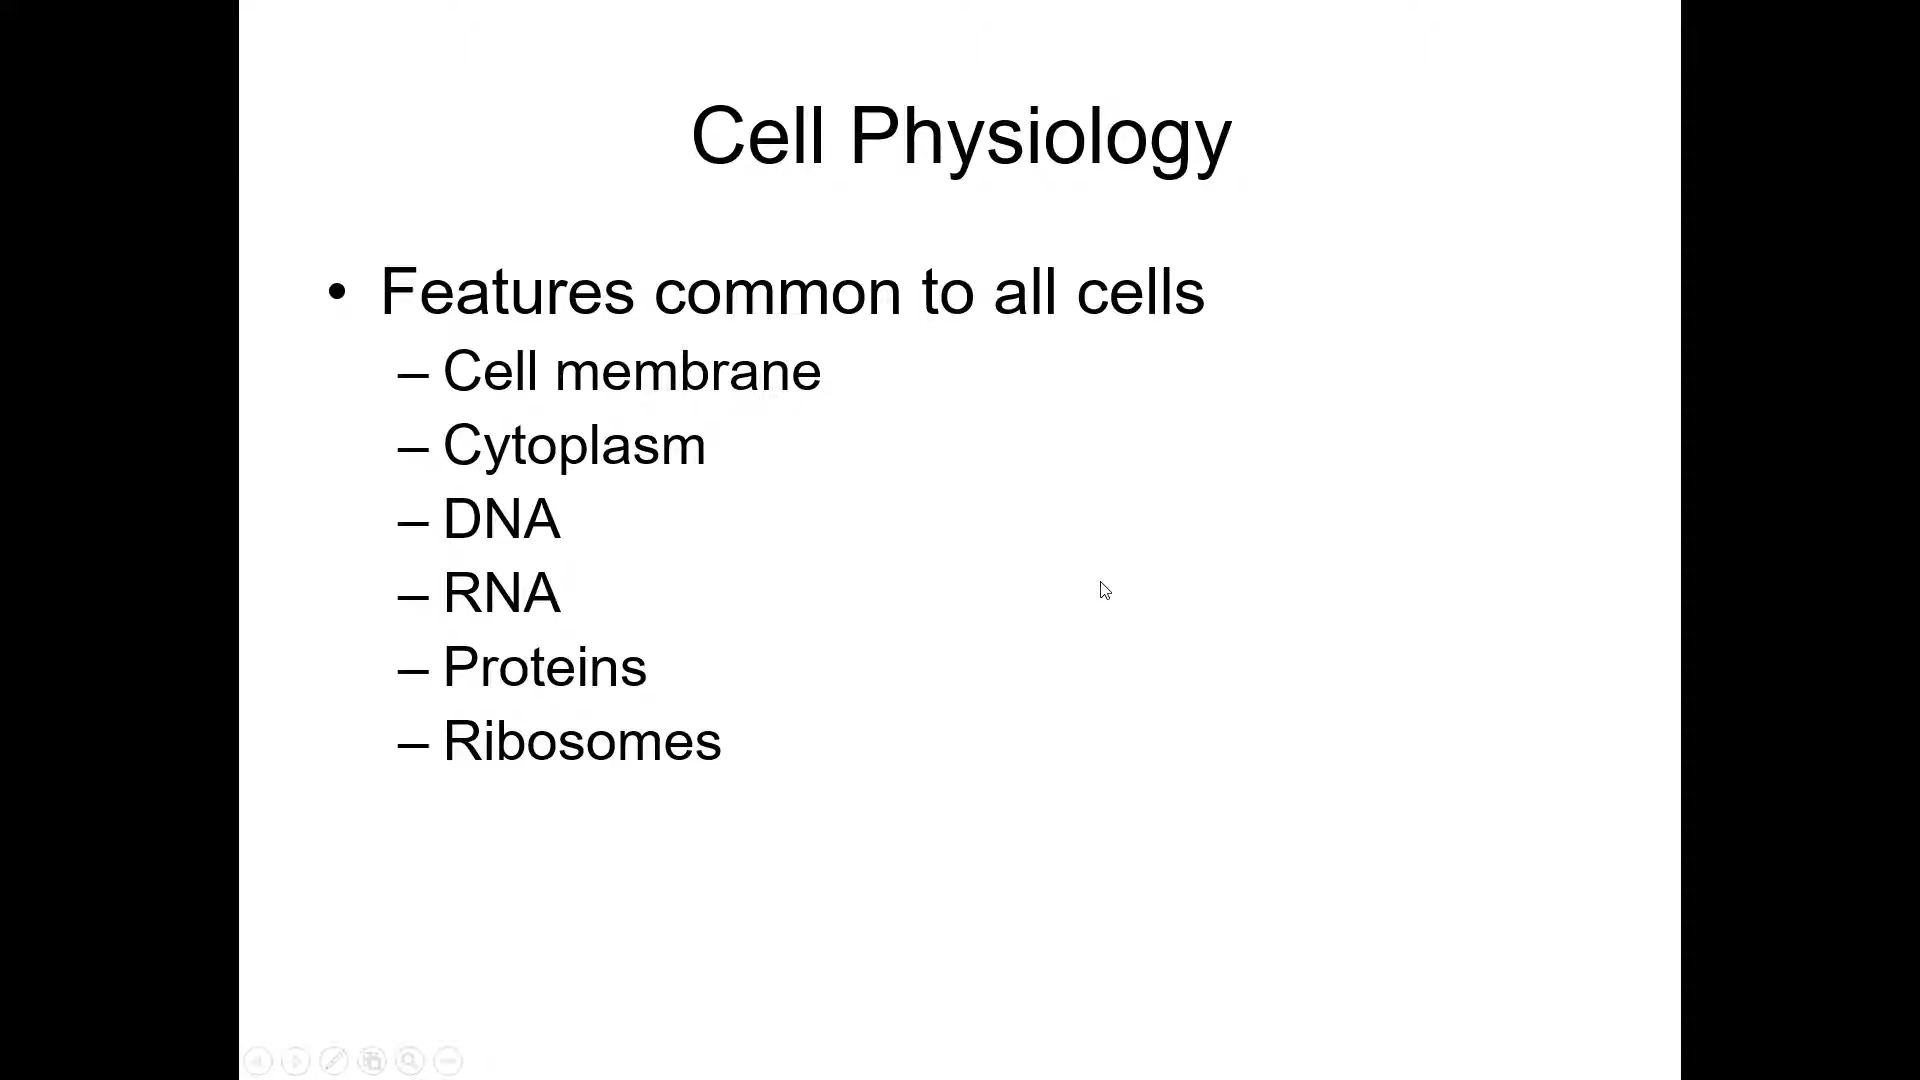 Cell Physiology
• Features common to all cells
– Cell membrane
– Cytoplasm
– DNA
– RNA
– Proteins
– Ribosomes